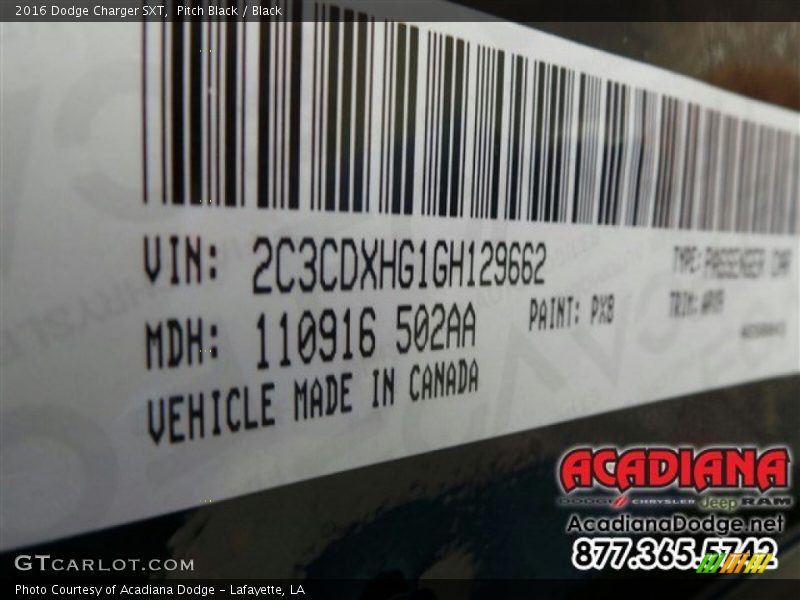 2016 Dodge Charger SXT, Pitch Black / Black
VIN: 2C3CDXHG1GH129662
TYPE: PASSENGER CAR
MDH: 110916 502AA
PAINT: PX8
TRIM:
VEHICLE MADE IN CANADA
ACADIANA
DODGE CHRYSLER Jeep RAM
AcadianaDodge.net
877.365.5742
GTCARLOT.COM
Photo Courtesy of Acadiana Dodge - Lafayette, LA